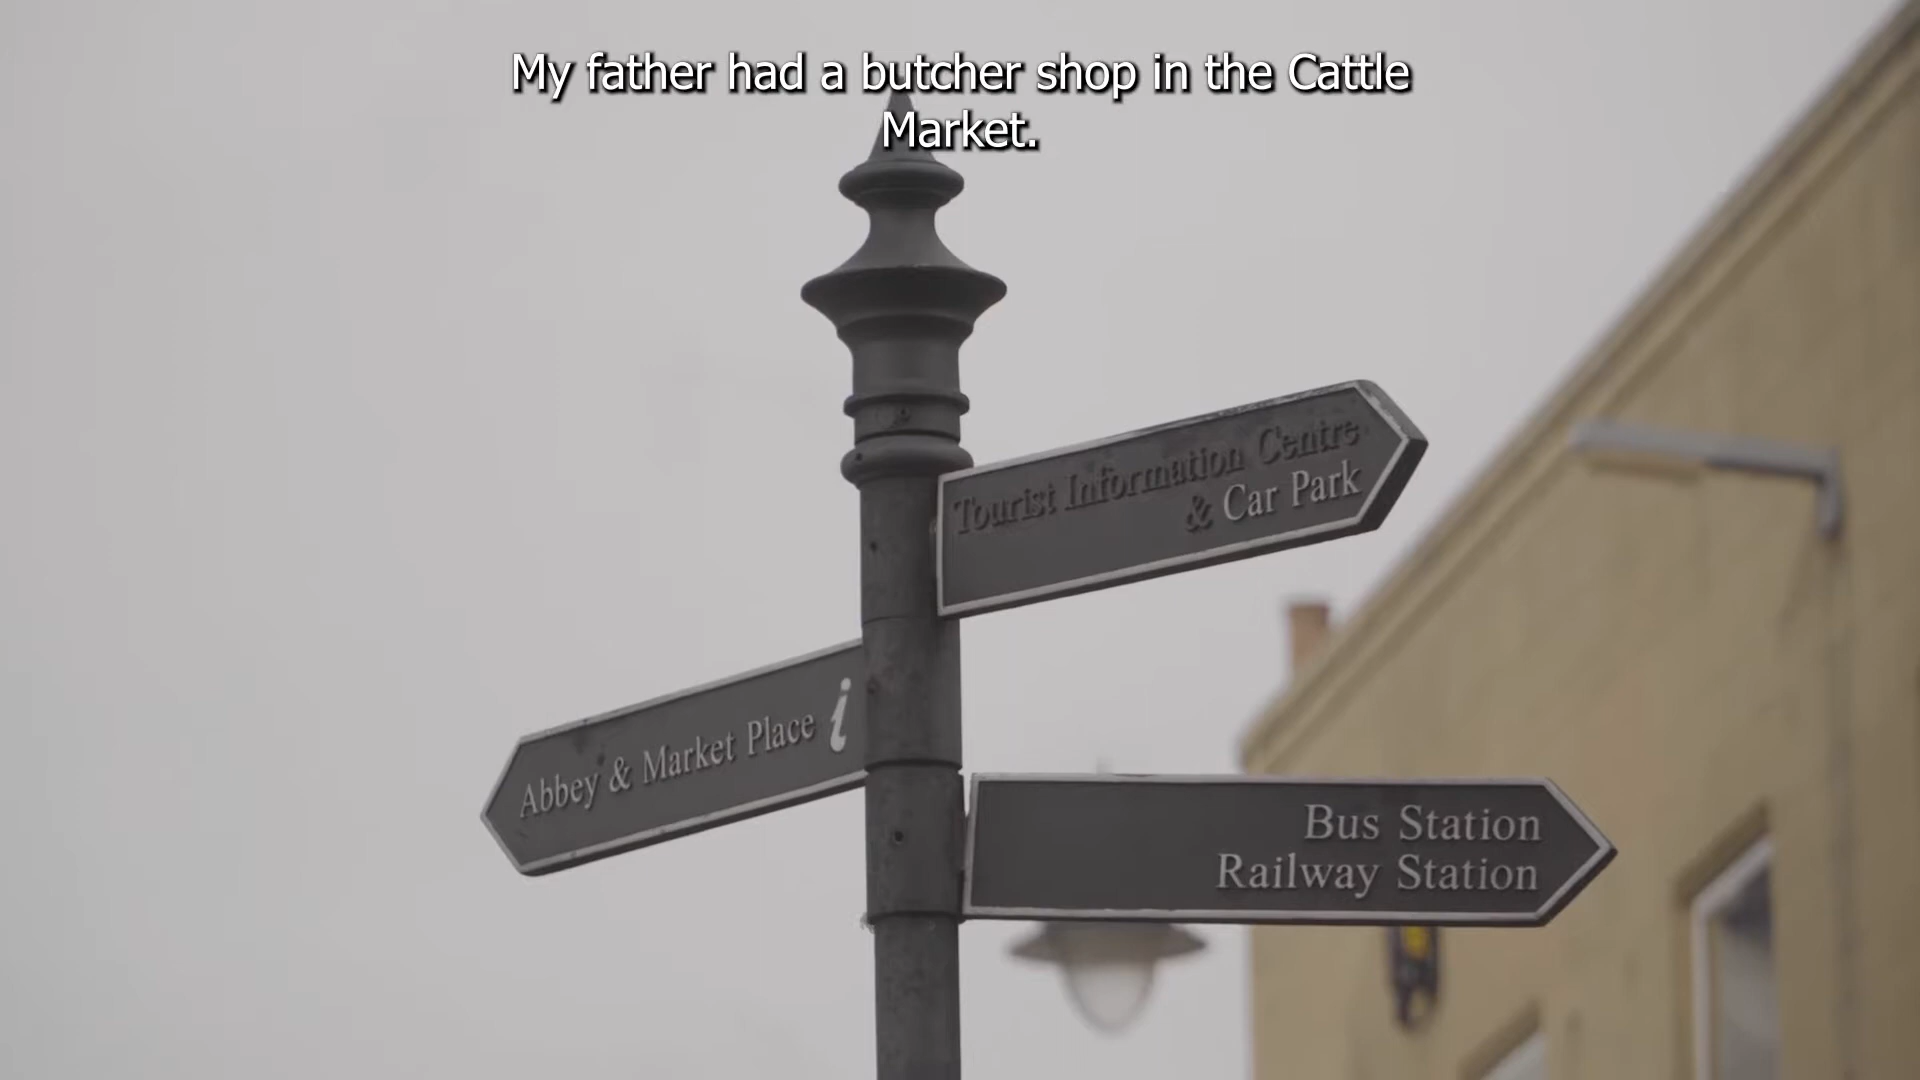 My father had a butcher shop in the Cattle
Market.
Tourist Information Centre
& Car Park
Abbey & Market Place i
Bus Station
Railway Station